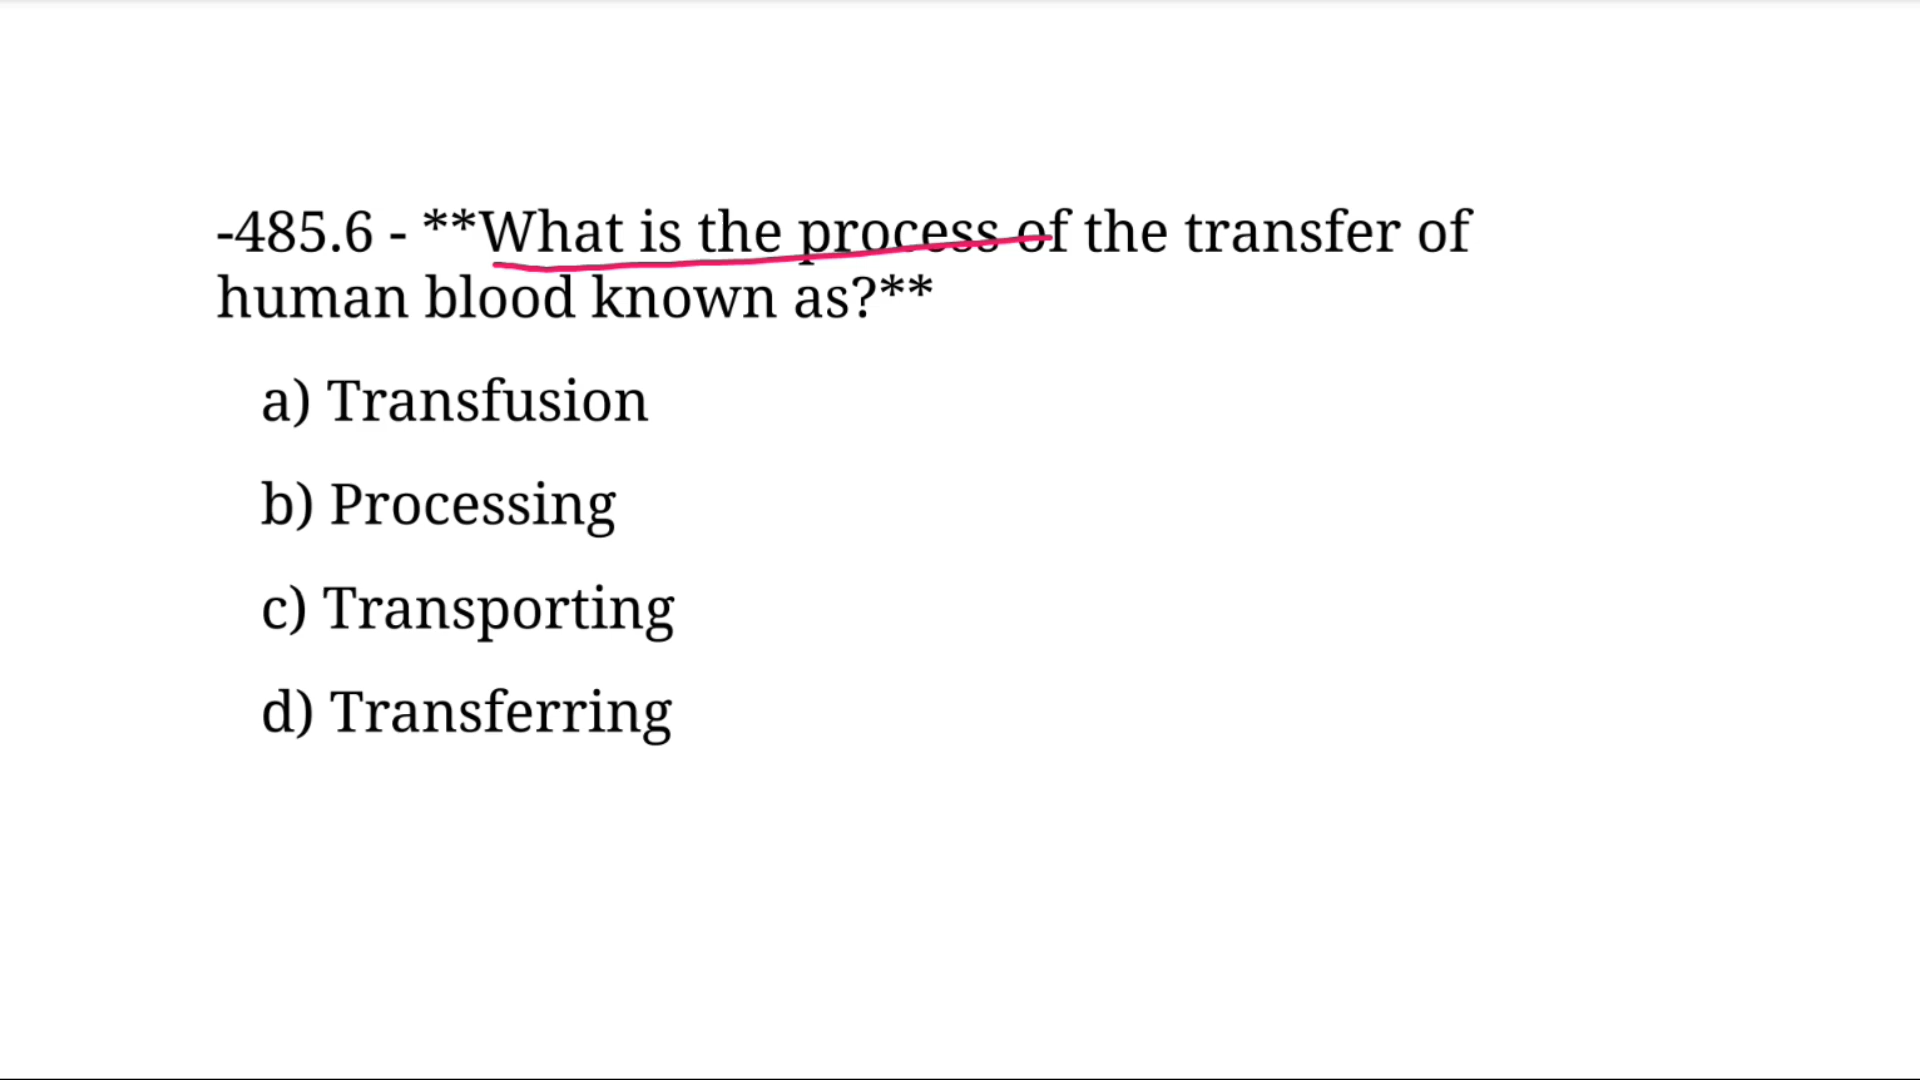 -485.6 - **What is the process of the transfer of
human blood known as?**
a) Transfusion
b) Processing
c) Transporting
d) Transferring